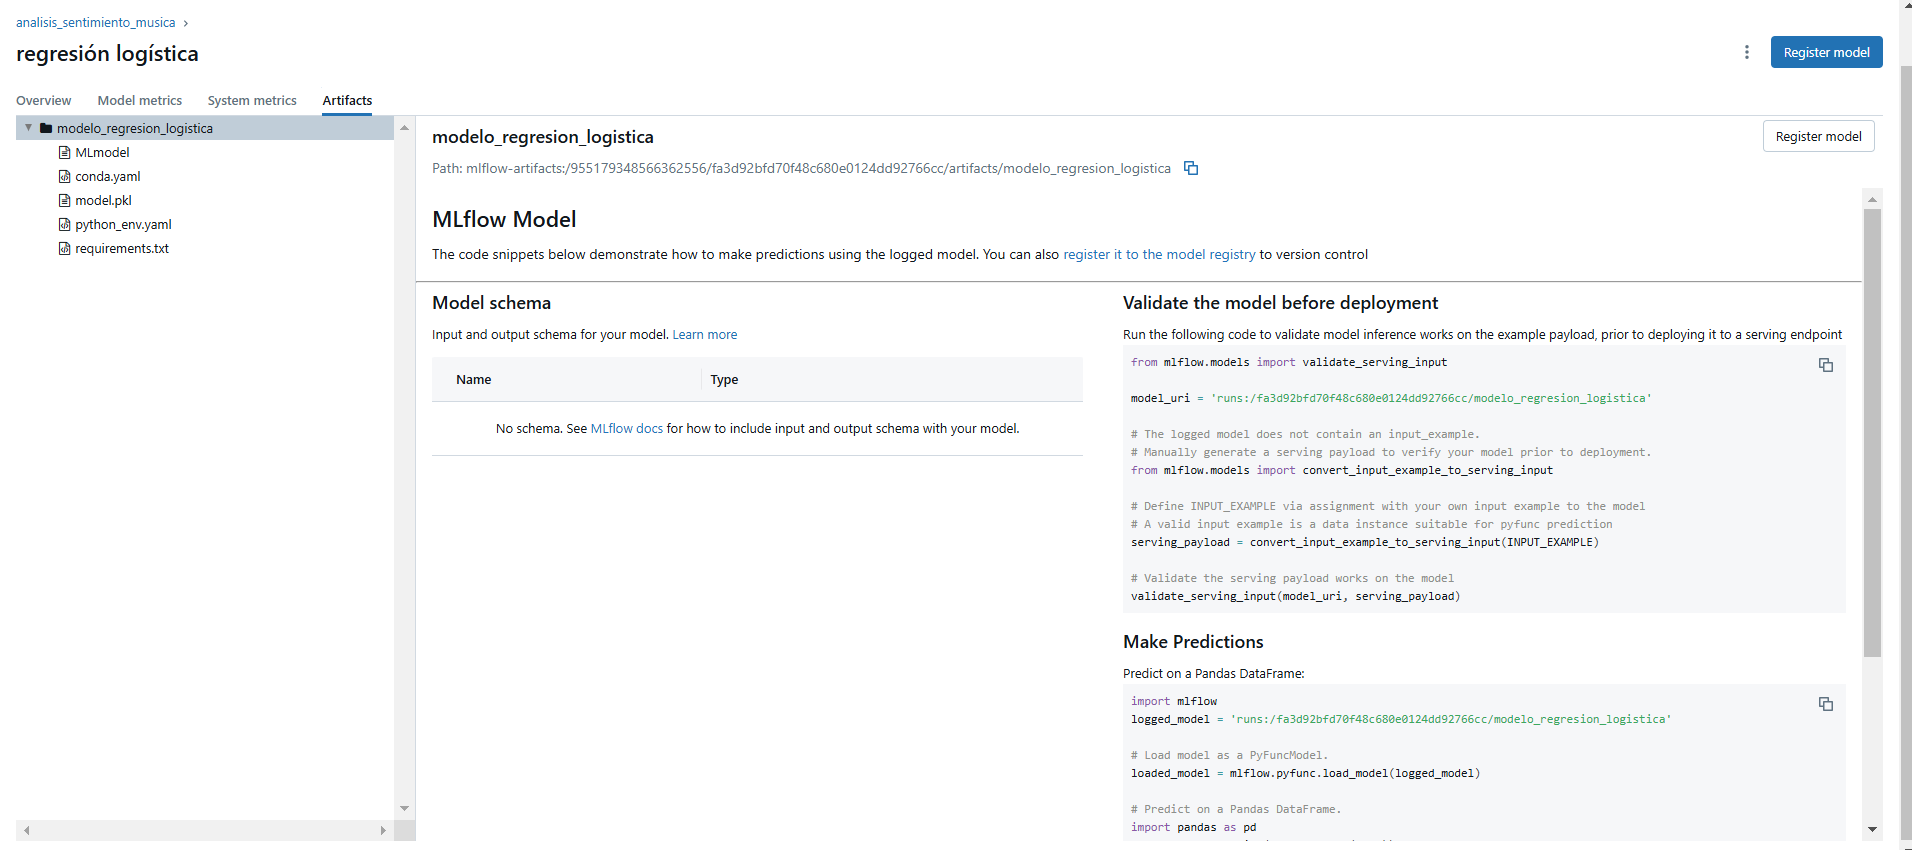 analisis_sentimiento_musica ›
regresión logística
Register model
Overview Model metrics System metrics Artifacts
modelo_regresion_logistica
MLmodel
conda.yaml
model.pkl
python_env.yaml
requirements.txt
modelo_regresion_logistica
Register model
Path: mlflow-artifacts:/955179348566362556/fa3d92bfd70f48c680e0124dd92766cc/artifacts/modelo_regresion_logistica
MLflow Model
The code snippets below demonstrate how to make predictions using the logged model. You can also register it to the model registry to version control
Model schema
Input and output schema for your model. Learn more
Name Type
No schema. See MLflow docs for how to include input and output schema with your model.
Validate the model before deployment
Run the following code to validate model inference works on the example payload, prior to deploying it to a serving endpoint
from mlflow.models import validate_serving_input
model_uri = 'runs:/fa3d92bfd70f48c680e0124dd92766cc/modelo_regresion_logistica'
# The logged model does not contain an input_example.
# Manually generate a serving payload to verify your model prior to deployment.
from mlflow.models import convert_input_example_to_serving_input
# Define INPUT_EXAMPLE via assignment with your own input example to the model
# A valid input example is a data instance suitable for pyfunc prediction
serving_payload = convert_input_example_to_serving_input(INPUT_EXAMPLE)
# Validate the serving payload works on the model
validate_serving_input(model_uri, serving_payload)
Make Predictions
Predict on a Pandas DataFrame:
import mlflow
logged_model = 'runs:/fa3d92bfd70f48c680e0124dd92766cc/modelo_regresion_logistica'
# Load model as a PyFuncModel.
loaded_model = mlflow.pyfunc.load_model(logged_model)
# Predict on a Pandas DataFrame.
import pandas as pd